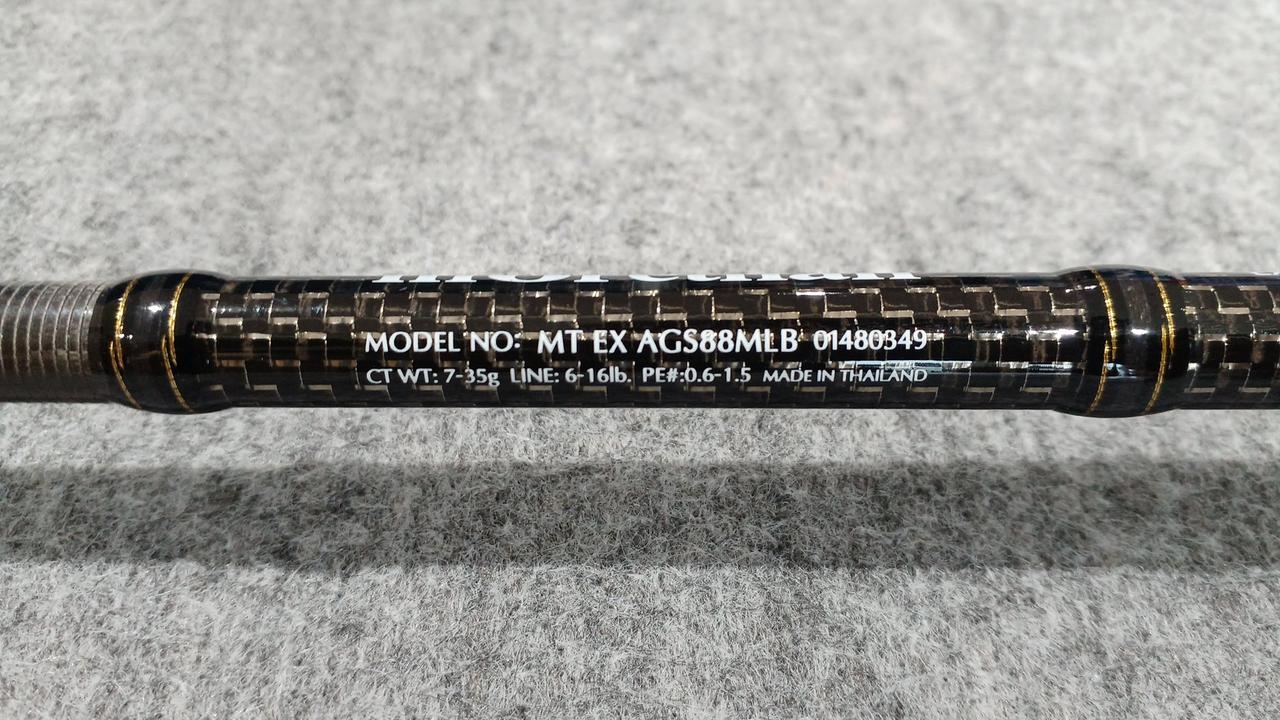 morethan
MODEL NO: MT EX AGS88MLB 01480349
CT WT: 7-35g LINE: 6-16lb. PE#:0.6-1.5 MADE IN THAILAND